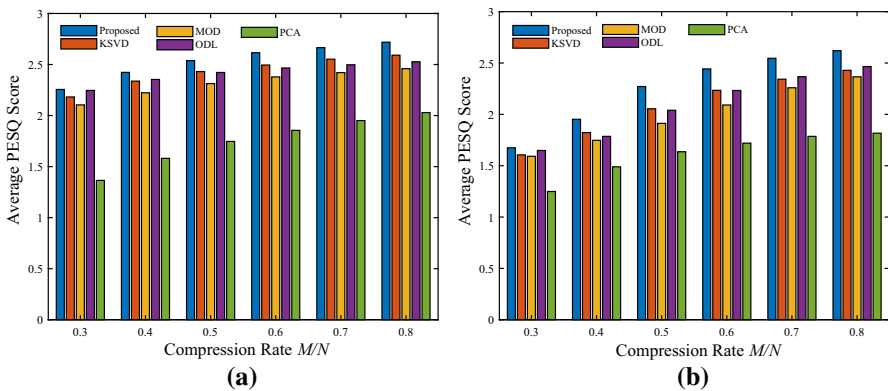 3
2.5
2
1.5
1
0.5
0
Average PESQ Score
Proposed
KSVD
MOD
ODL
PCA
0.3 0.4 0.5 0.6 0.7 0.8
Compression Rate M/N
(a)
3
2.5
2
1.5
1
0.5
0
Average PESQ Score
Proposed
KSVD
MOD
ODL
PCA
0.3 0.4 0.5 0.6 0.7 0.8
Compression Rate M/N
(b)